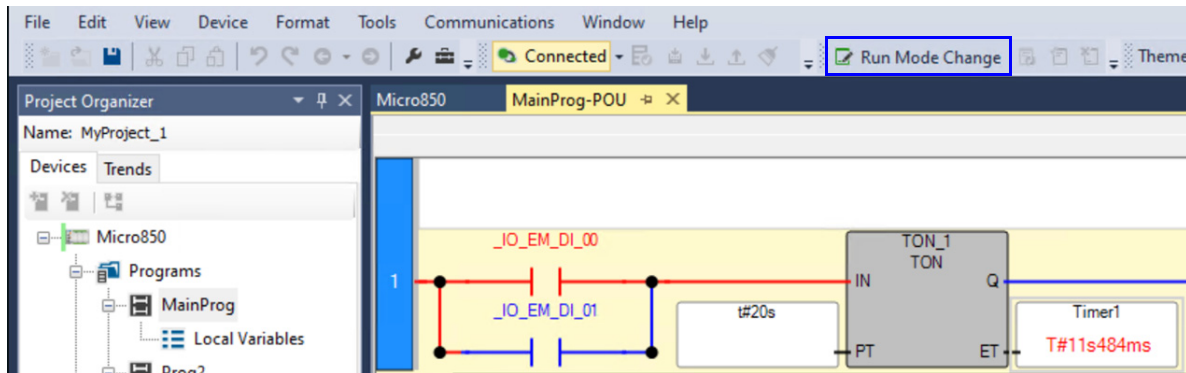 File Edit View Device Format Tools Communications Window Help
Connected Run Mode Change Theme
Project Organizer
Name: MyProject_1
Devices Trends
Micro850
Programs
MainProg
Local Variables
Prog2
Micro850 MainProg-POU
1
_IO_EM_DI_00
_IO_EM_DI_01
t#20s
TON_1
TON
IN Q
PT ET
Timer1
T#11s484ms